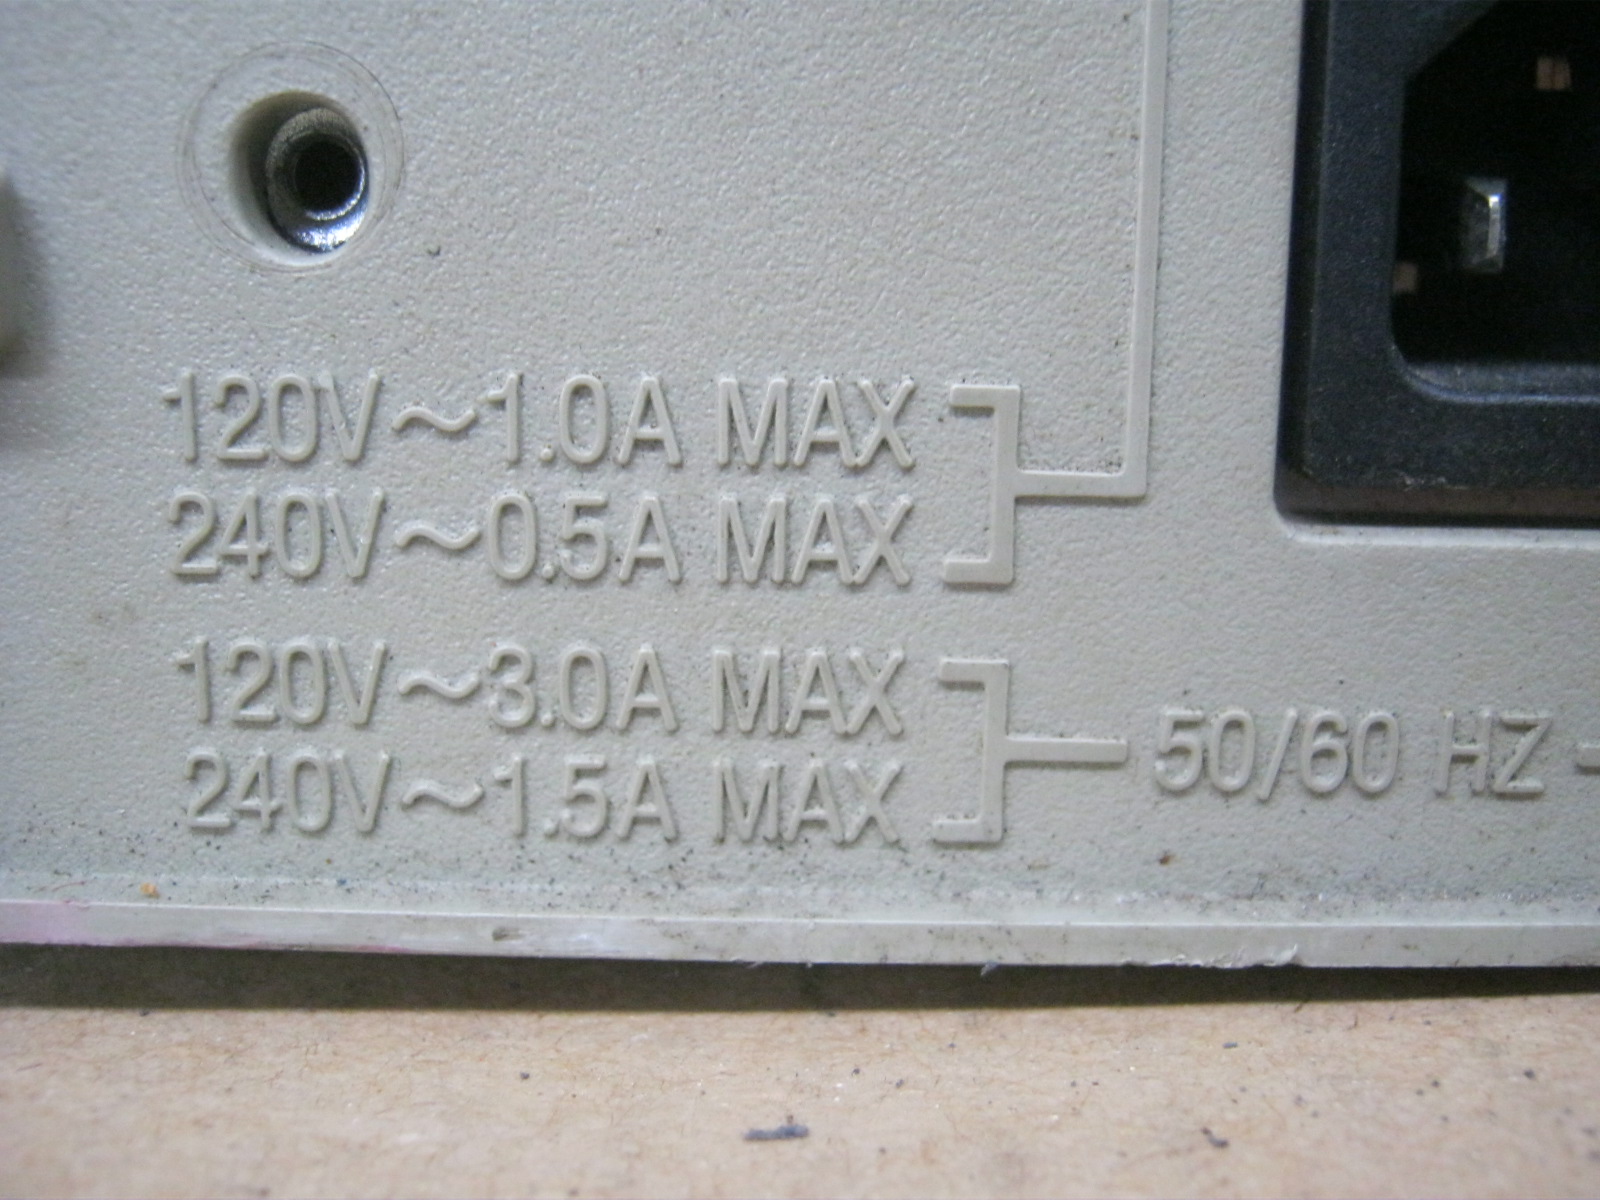 120V~1.0A MAX
240V~0.5A MAX
120V~3.0A MAX
240V~1.5A MAX
50/60 HZ